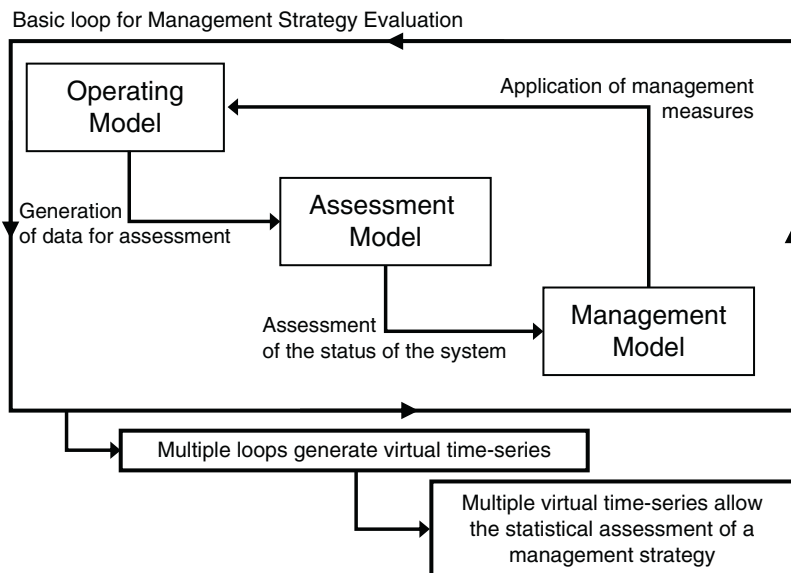 Basic loop for Management Strategy Evaluation
Operating
Model
Application of management
measures
Generation
of data for assessment
Assessment
Model
Assessment
of the status of the system
Management
Model
Multiple loops generate virtual time-series
Multiple virtual time-series allow
the statistical assessment of a
management strategy